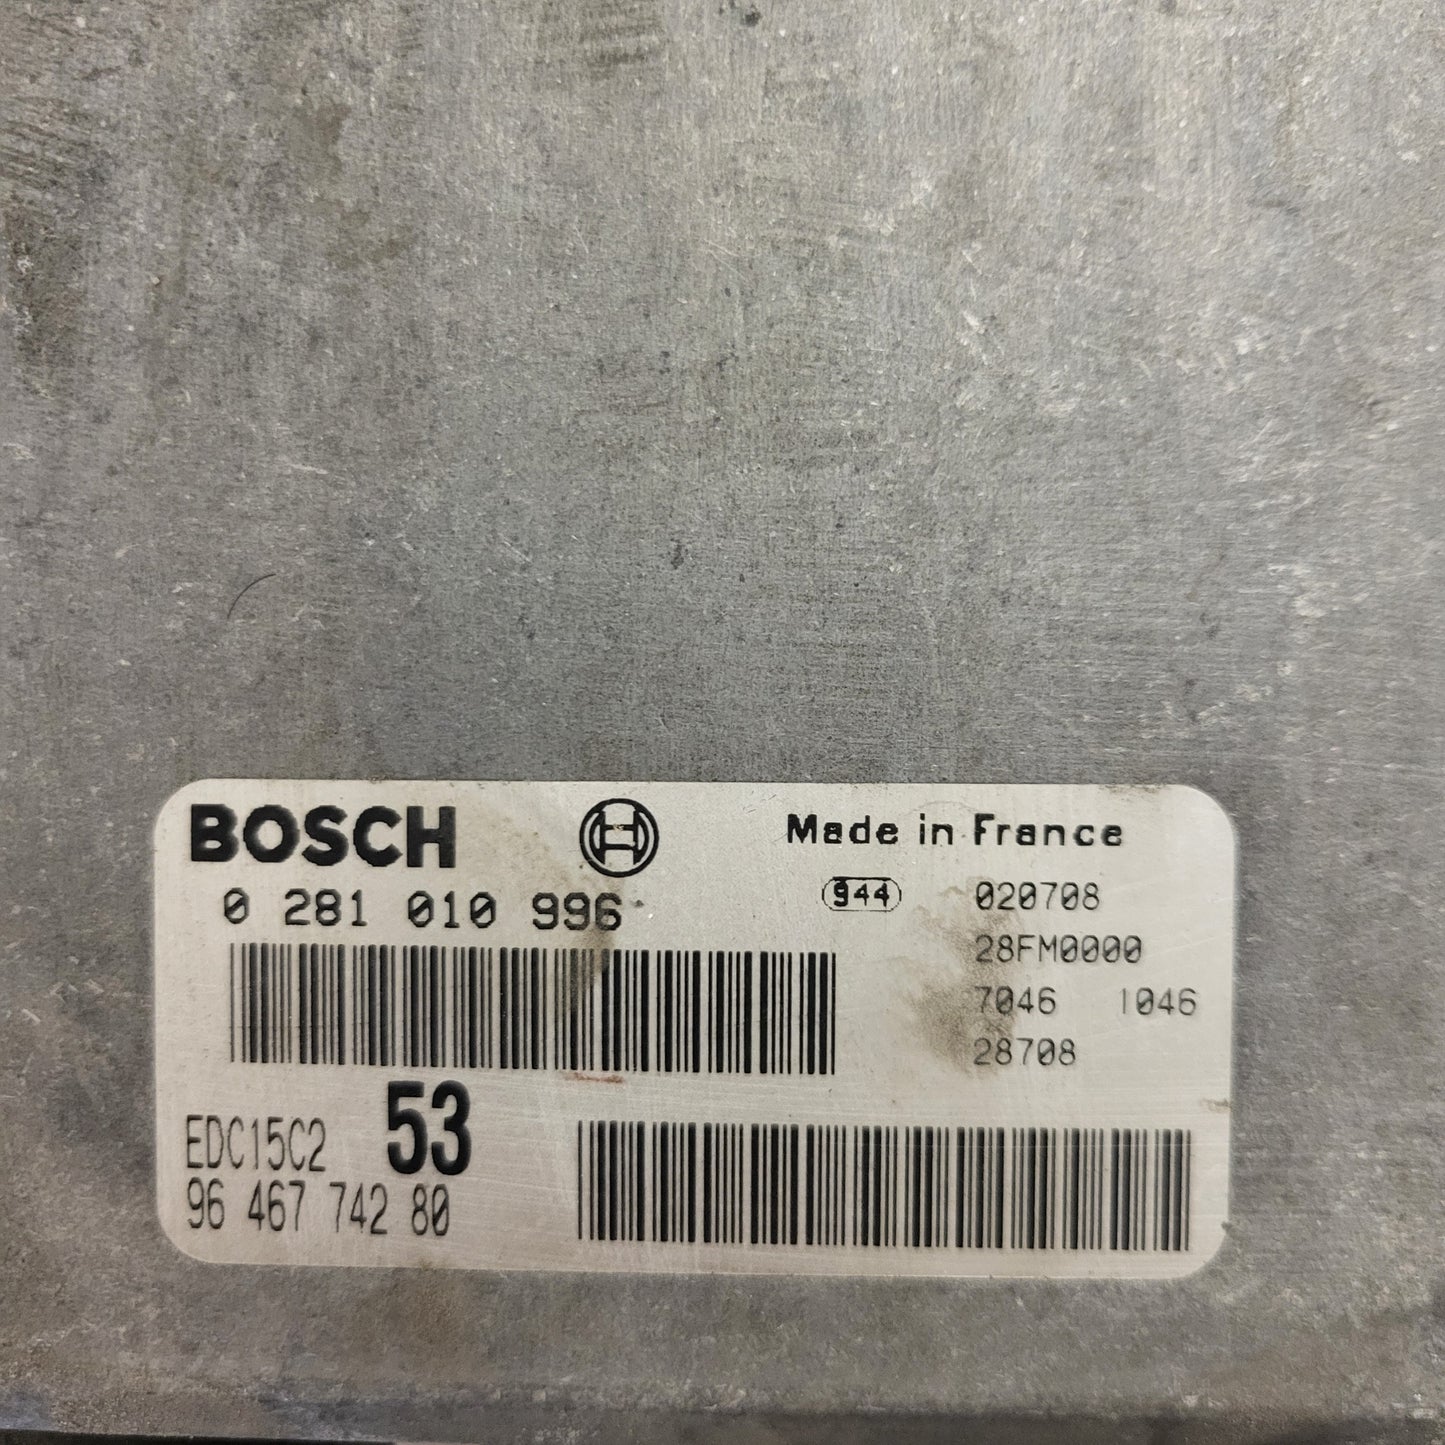 BOSCH Made in France
0 281 010 996 944 020708
28FM0000
7046 1046
28708
EDC15C2 53
96 467 742 80